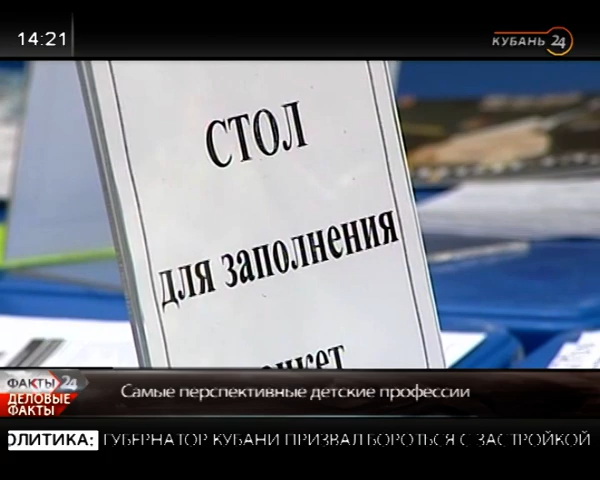 14:21
КУБАНЬ 24
СТОЛ
для заполнения
ФАКТЫ 24
ДЕЛОВЫЕ
ФАКТЫ
Самые перспективные детские профессии
ОЛИТИКА: ГУБЕРНАТОР КУБАНИ ПРИЗВАЛ БОРОТЬСЯ С ЗАСТРОЙКОЙ